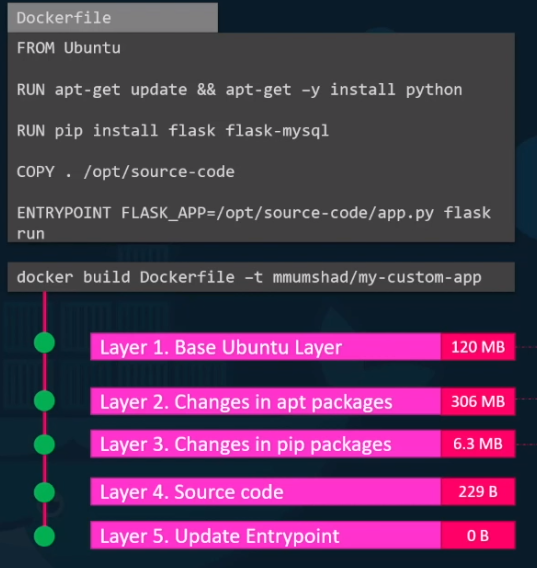 Dockerfile
FROM Ubuntu
RUN apt-get update && apt-get –y install python
RUN pip install flask flask-mysql
COPY . /opt/source-code
ENTRYPOINT FLASK_APP=/opt/source-code/app.py flask
run
docker build Dockerfile –t mmumshad/my-custom-app
Layer 1. Base Ubuntu Layer 120 MB
Layer 2. Changes in apt packages 306 MB
Layer 3. Changes in pip packages 6.3 MB
Layer 4. Source code 229 B
Layer 5. Update Entrypoint 0 B